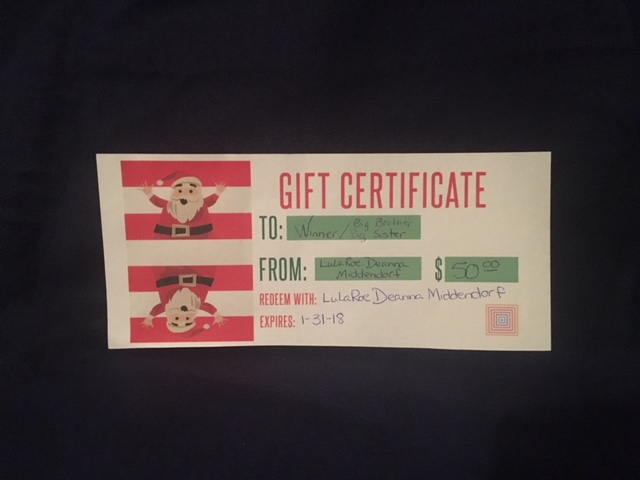 GIFT CERTIFICATE
TO: Winner/Big Brother
Big Sister
FROM: LuLaRoe Deanna
Middendorf
$ 50 00
REDEEM WITH: LuLaRoe Deanna Middendorf
EXPIRES: 1-31-18